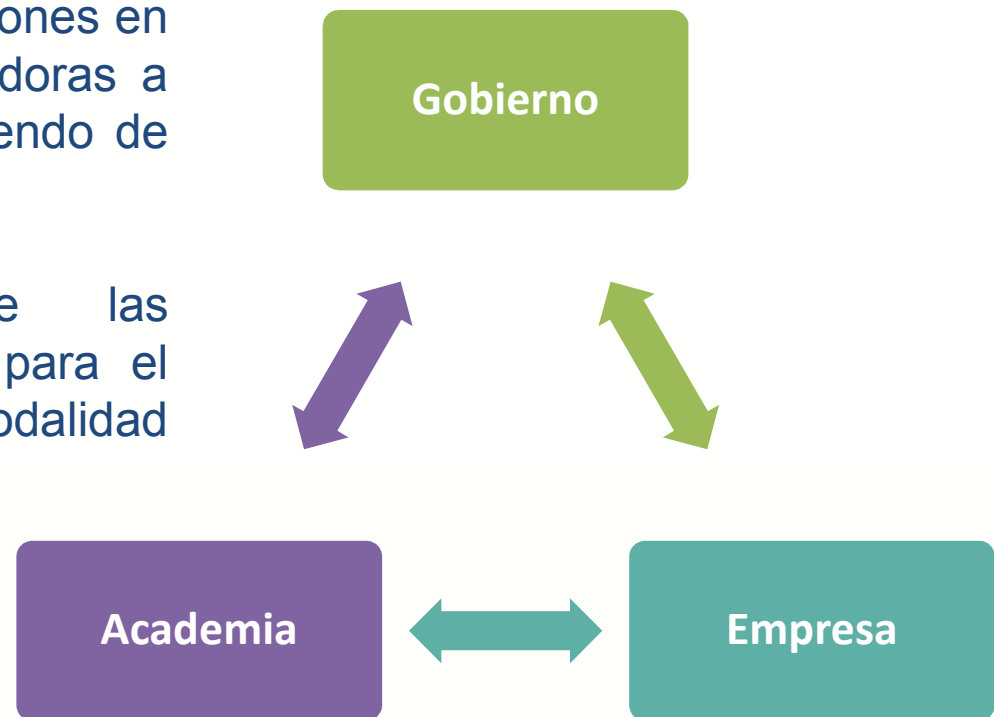 ones en
doras a
endo de
e las
para el
odalidad
Gobierno
Academia
Empresa